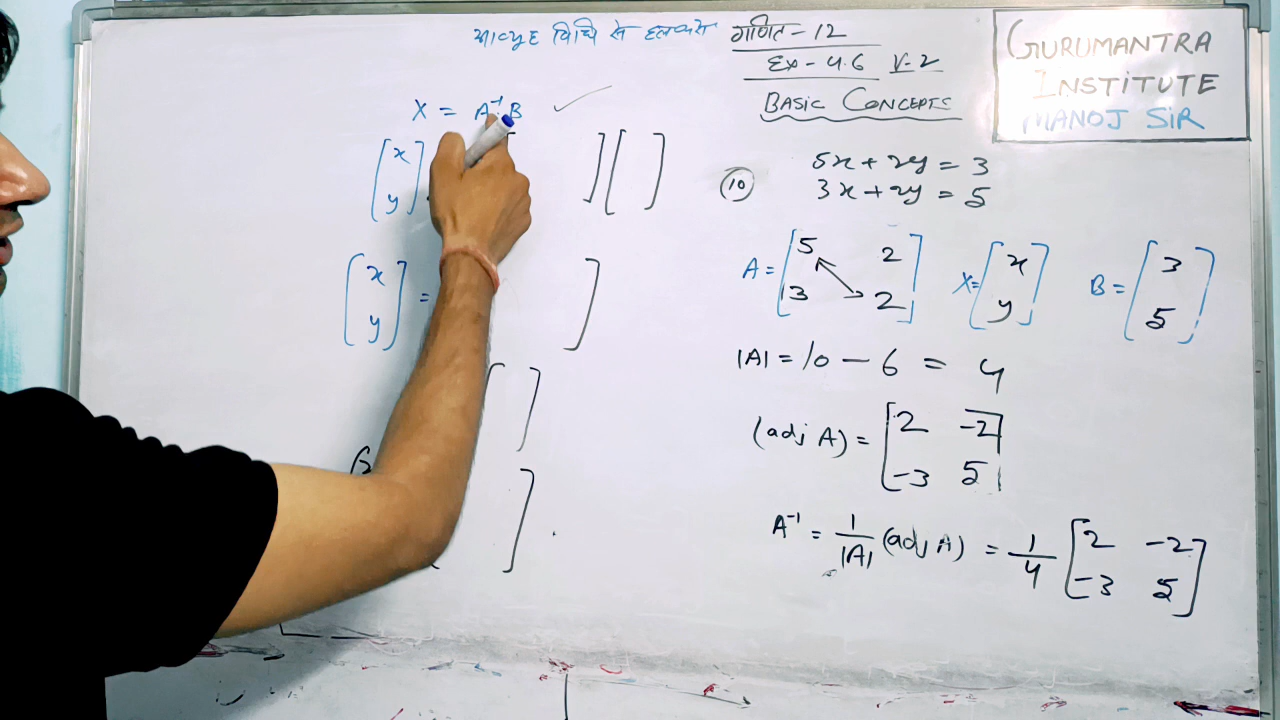 आव्यूह विधि से हल करो
गणित - 12
Ex - 4.6 V-2
BASIC CONCEPTS
GURUMANTRA
INSTITUTE
MANOJ SIR
X = A⁻¹B ✓
[x
y]
[ ] [ ]
[x
y] = [ ]
(10) 5x + 2y = 3
3x + 2y = 5
A = [5 2
3 2] X = [x
y] B = [3
5]
|A| = 10 - 6 = 4
(adj A) = [2 -2
-3 5]
A⁻¹ = 1/|A| (adj A) = 1/4 [2 -2
-3 5]